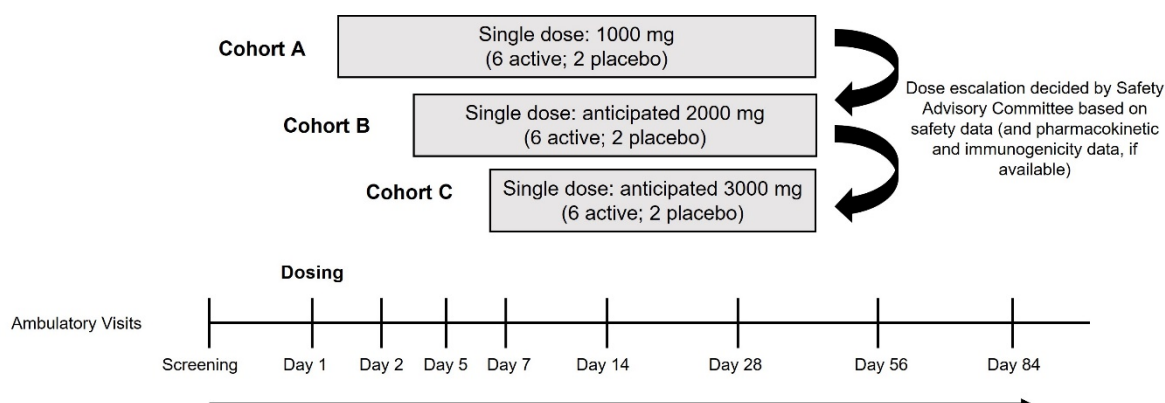 Cohort A
Single dose: 1000 mg
(6 active; 2 placebo)
Cohort B
Single dose: anticipated 2000 mg
(6 active; 2 placebo)
Cohort C
Single dose: anticipated 3000 mg
(6 active; 2 placebo)
Dose escalation decided by Safety
Advisory Committee based on
safety data (and pharmacokinetic
and immunogenicity data, if
available)
Dosing
Ambulatory Visits
Screening Day 1 Day 2 Day 5 Day 7 Day 14 Day 28 Day 56 Day 84